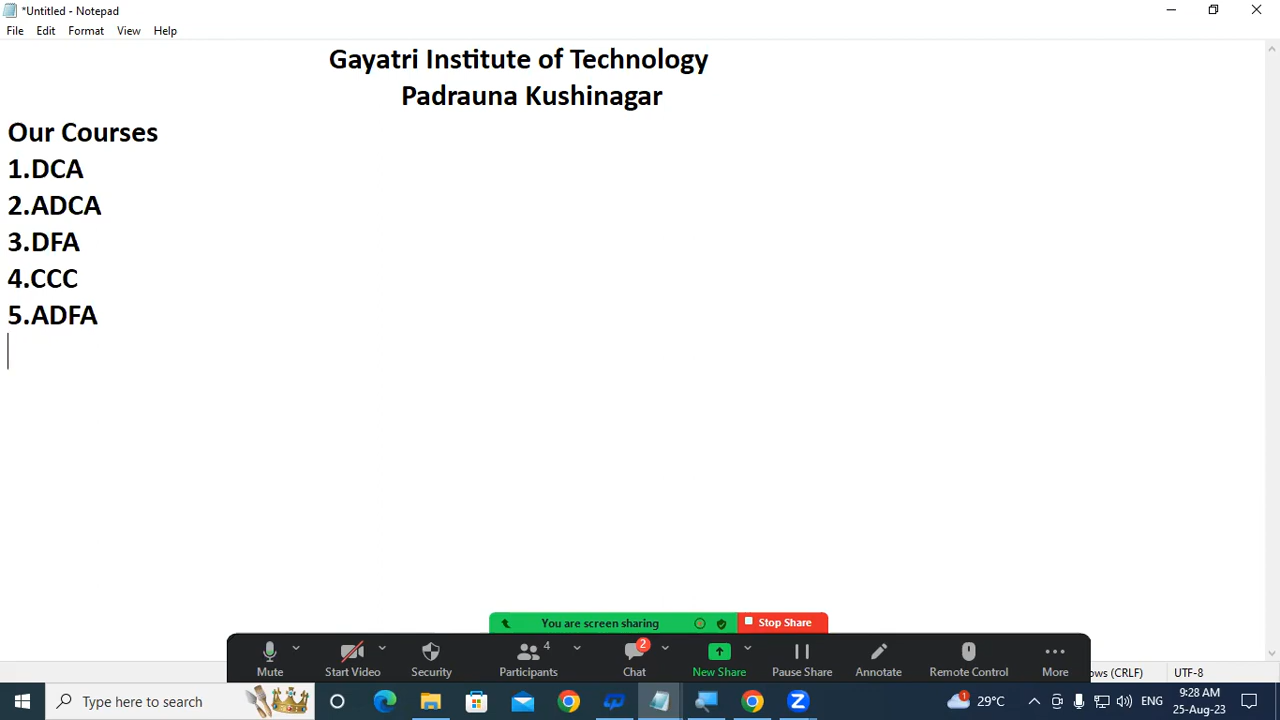 *Untitled - Notepad
File Edit Format View Help
Gayatri Institute of Technology
Padrauna Kushinagar
Our Courses
1.DCA
2.ADCA
3.DFA
4.CCC
5.ADFA
You are screen sharing Stop Share
4 2
Mute Start Video Security Participants Chat New Share Pause Share Annotate Remote Control More
ows (CRLF) UTF-8
Type here to search 1 29°C ENG 9:28 AM
25-Aug-23